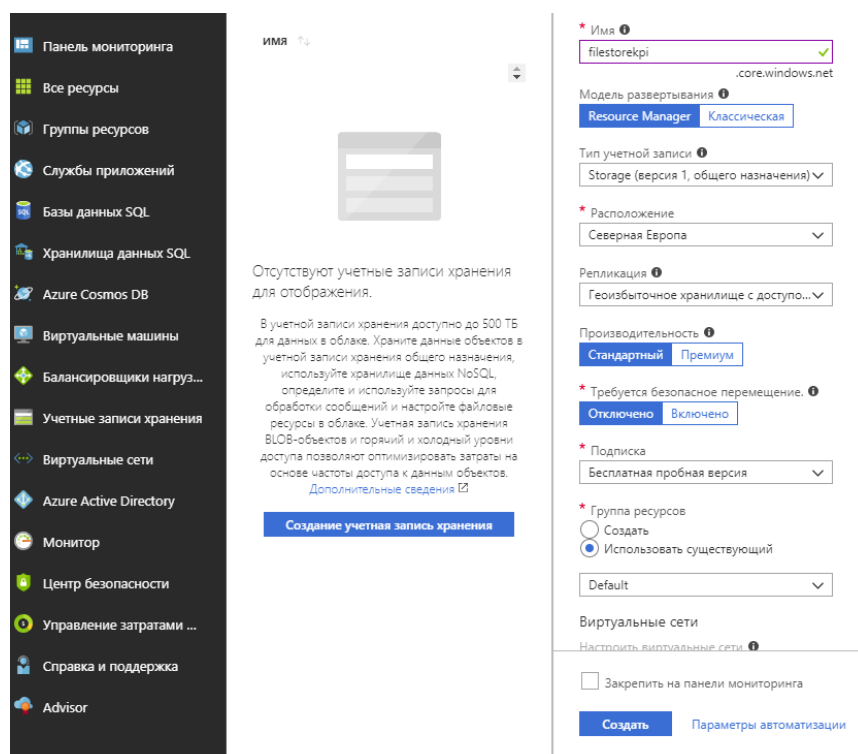 Панель мониторинга
Все ресурсы
Группы ресурсов
Службы приложений
Базы данных SQL
Хранилища данных SQL
Azure Cosmos DB
Виртуальные машины
Балансировщики нагруз...
Учетные записи хранения
Виртуальные сети
Azure Active Directory
Монитор
Центр безопасности
Управление затратами ...
Справка и поддержка
Advisor
имя ↑↓
Отсутствуют учетные записи хранения
для отображения.
В учетной записи хранения доступно до 500 ТБ
для данных в облаке. Храните данные объектов в
учетной записи хранения общего назначения,
используйте хранилище данных NoSQL,
определите и используйте запросы для
обработки сообщений и настройте файловые
ресурсы в облаке. Учетная запись хранения
BLOB-объектов и горячий и холодный уровни
доступа позволяют оптимизировать затраты на
основе частоты доступа к данным объектов.
Дополнительные сведения
Создание учетная запись хранения
* Имя
filestorekpi
.core.windows.net
Модель развертывания
Resource Manager Классическая
Тип учетной записи
Storage (версия 1, общего назначения)
* Расположение
Северная Европа
Репликация
Геоизбыточное хранилище с доступо...
Производительность
Стандартный Премиум
* Требуется безопасное перемещение.
Отключено Включено
* Подписка
Бесплатная пробная версия
* Группа ресурсов
Создать
Использовать существующий
Default
Виртуальные сети
Настроить виртуальные сети
Закрепить на панели мониторинга
Создать Параметры автоматизации